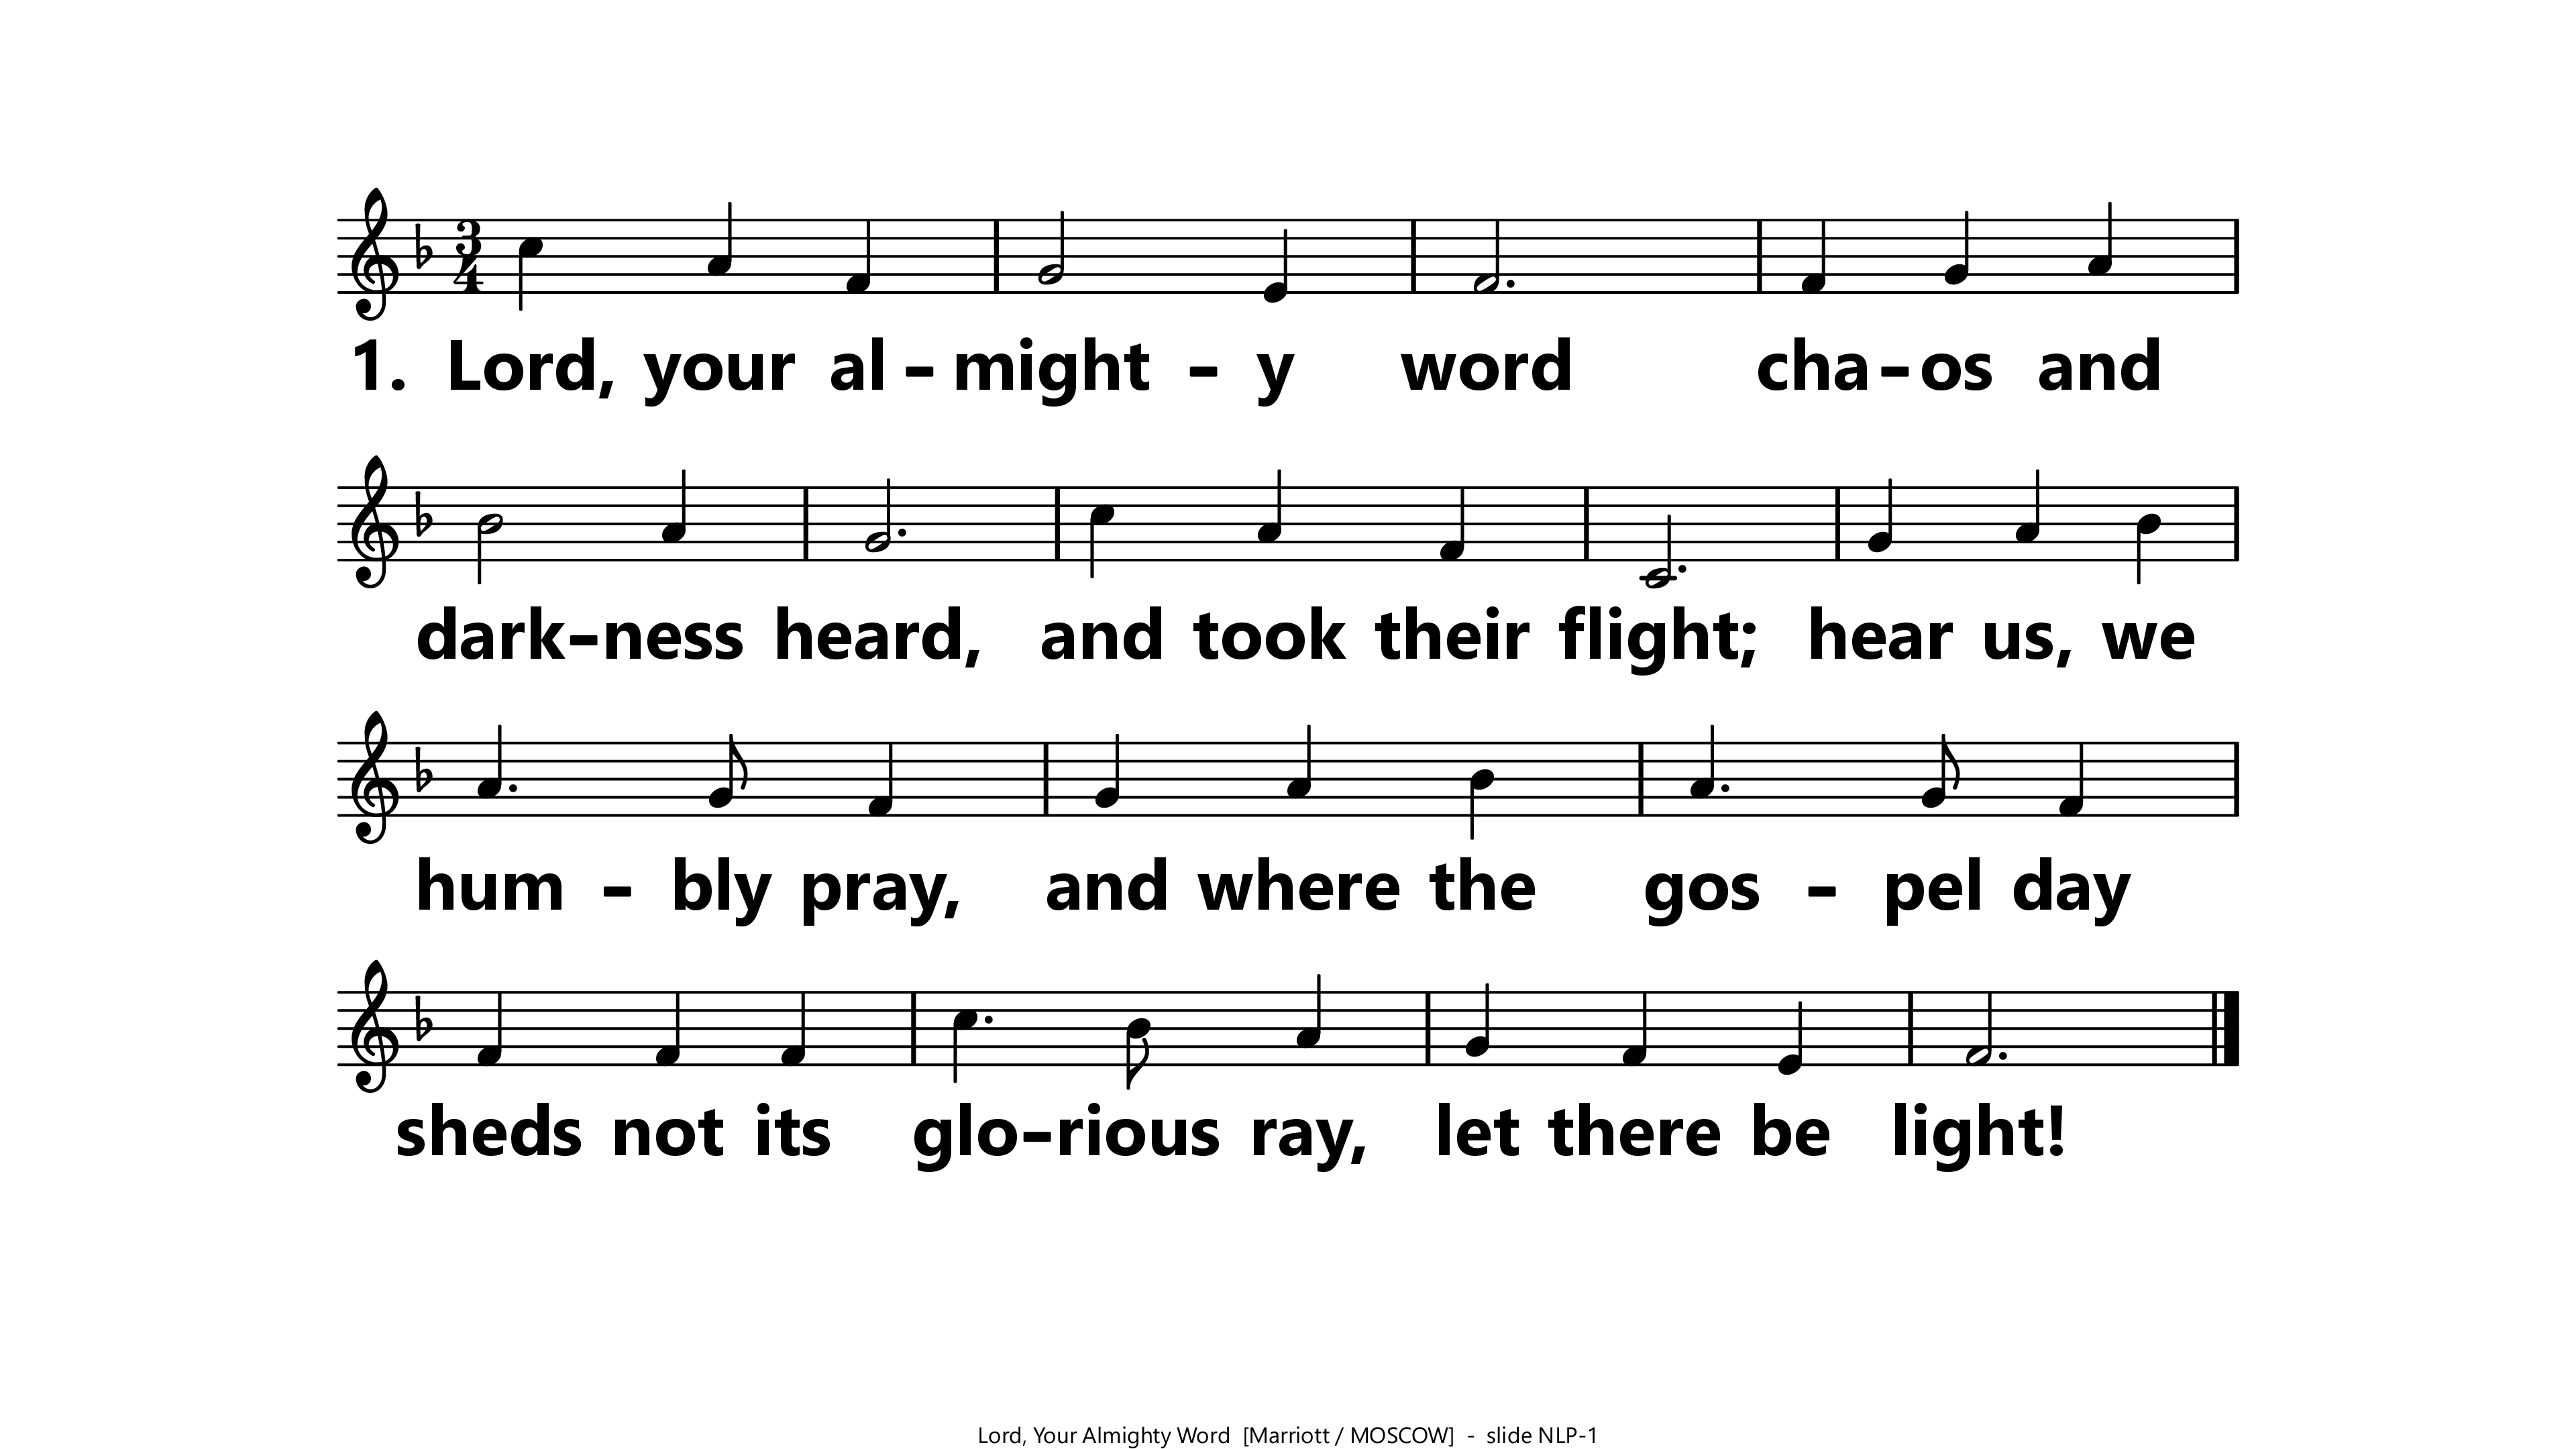 1. Lord, your al-might-y word cha-os and
dark-ness heard, and took their flight; hear us, we
hum-bly pray, and where the gos-pel day
sheds not its glo-rious ray, let there be light!
Lord, Your Almighty Word [Marriott / MOSCOW] - slide NLP-1